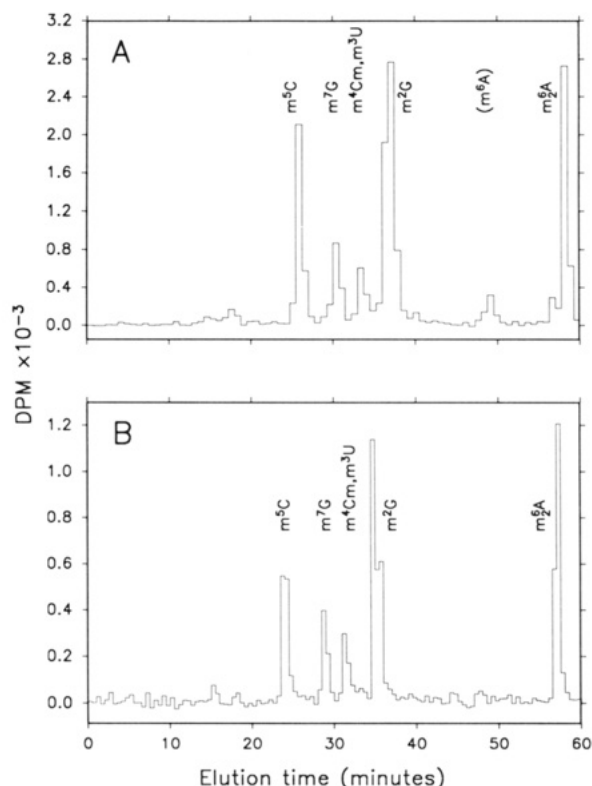 A
3.2
2.8
2.4
2.0
1.6
1.2
0.8
0.4
0.0
m⁵C
m⁷G
m⁴Cm,m³U
m²G
(m⁶A)
m⁶₂A
DPM ×10⁻³
B
1.2
1.0
0.8
0.6
0.4
0.2
0.0
m⁵C
m⁷G
m⁴Cm,m³U
m²G
m⁶₂A
0 10 20 30 40 50 60
Elution time (minutes)